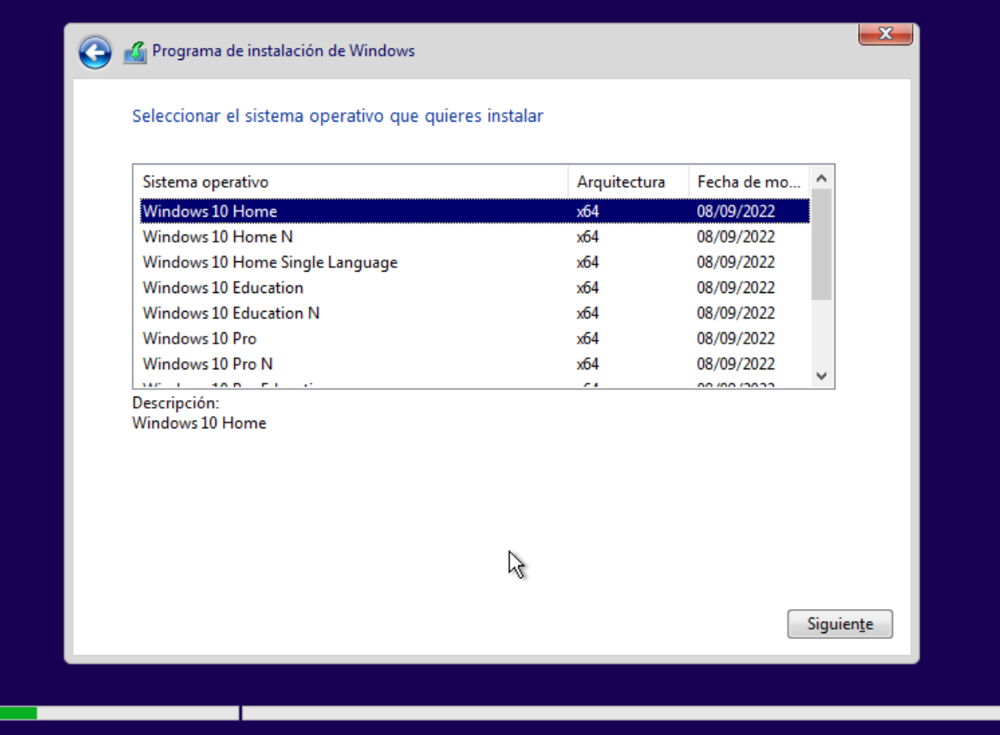 Programa de instalación de Windows
X
Seleccionar el sistema operativo que quieres instalar
Sistema operativo Arquitectura Fecha de mo...
Windows 10 Home x64 08/09/2022
Windows 10 Home N x64 08/09/2022
Windows 10 Home Single Language x64 08/09/2022
Windows 10 Education x64 08/09/2022
Windows 10 Education N x64 08/09/2022
Windows 10 Pro x64 08/09/2022
Windows 10 Pro N x64 08/09/2022
Descripción:
Windows 10 Home
Siguiente